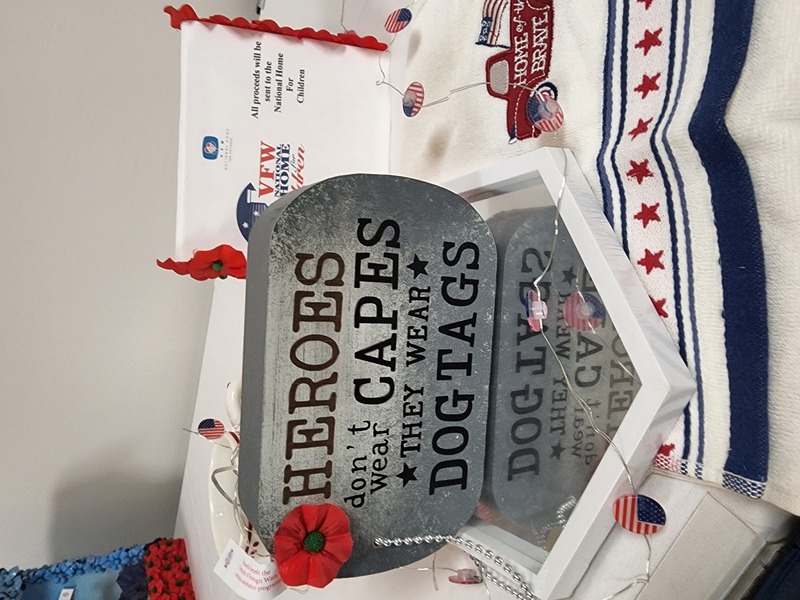 All proceeds will be
sent to the
National Home
For
Children
VFW
NATIONAL
HOME
for
HOME of the
BRAVE
HEROES
don't
wear CAPES
★ THEY WEAR ★
DOG TAGS